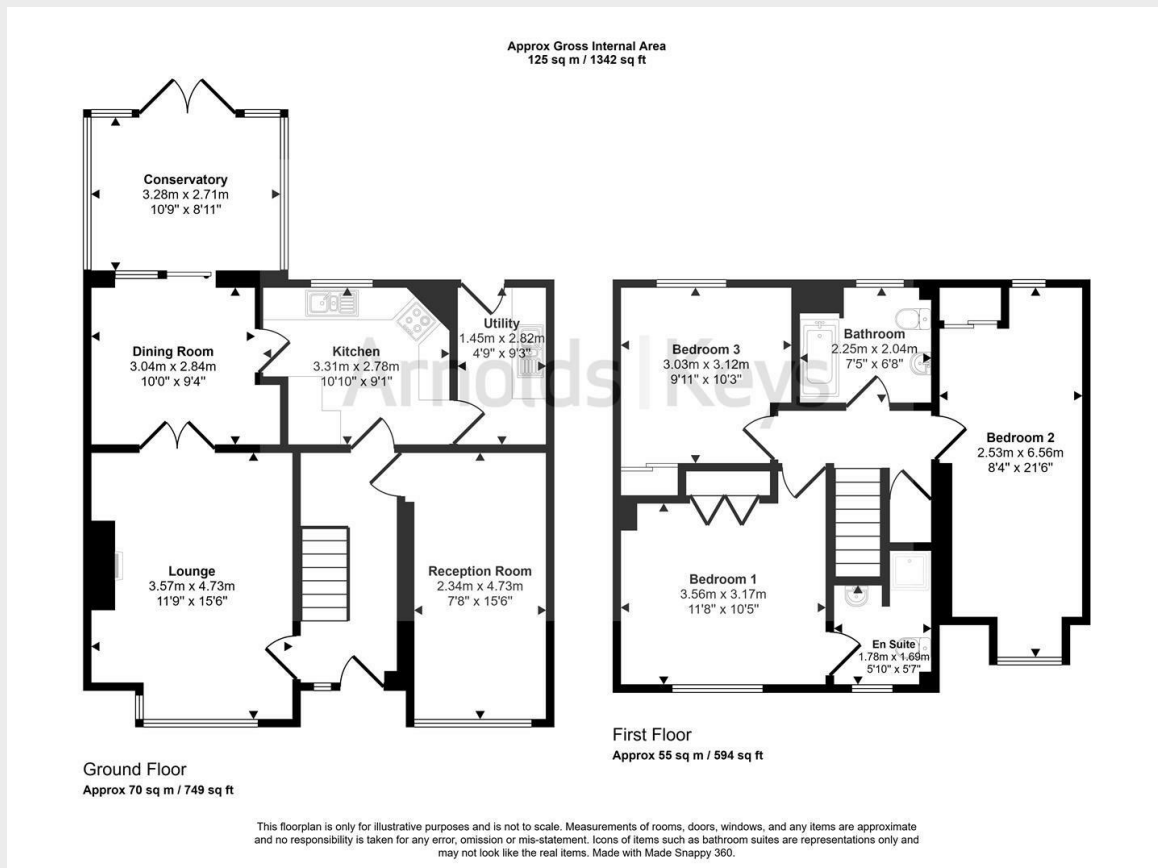 Approx Gross Internal Area
125 sq m / 1342 sq ft
Conservatory
3.28m x 2.71m
10'9" x 8'11"
Dining Room
3.04m x 2.84m
10'0" x 9'4"
Kitchen
3.31m x 2.78m
10'10" x 9'1"
Utility
1.45m x 2.82m
4'9" x 9'3"
Lounge
3.57m x 4.73m
11'9" x 15'6"
Reception Room
2.34m x 4.73m
7'8" x 15'6"
Ground Floor
Approx 70 sq m / 749 sq ft
Bedroom 3
3.03m x 3.12m
9'11" x 10'3"
Bathroom
2.25m x 2.04m
7'5" x 6'8"
Bedroom 2
2.53m x 6.56m
8'4" x 21'6"
Bedroom 1
3.56m x 3.17m
11'8" x 10'5"
En Suite
1.78m x 1.69m
5'10" x 5'7"
First Floor
Approx 55 sq m / 594 sq ft
Arnolds | Keys
This floorplan is only for illustrative purposes and is not to scale. Measurements of rooms, doors, windows, and any items are approximate
and no responsibility is taken for any error, omission or mis-statement. Icons of items such as bathroom suites are representations only and
may not look like the real items. Made with Made Snappy 360.